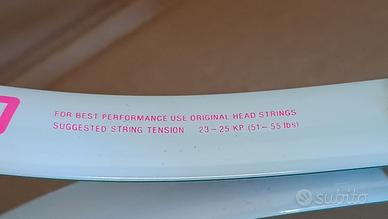 FOR BEST PERFORMANCE USE ORIGINAL HEAD STRINGS
SUGGESTED STRING TENSION 23-25 KP (51-55 lbs)
subito